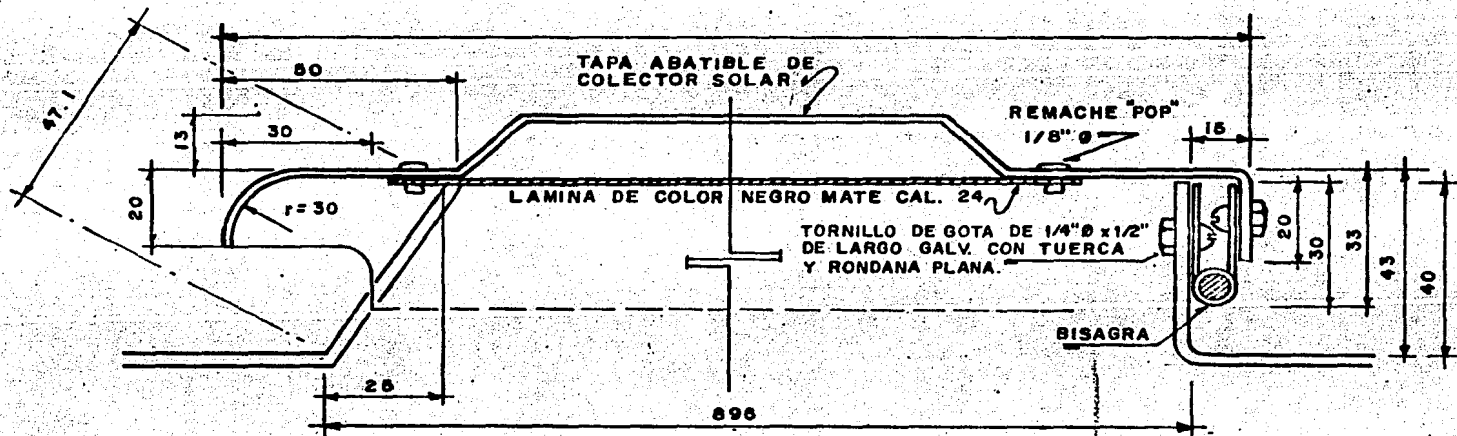 TAPA ABATIBLE DE
COLECTOR SOLAR
REMACHE "POP"
1/8" Ø
47.1
50
13
30
15
20
r=30
LAMINA DE COLOR NEGRO MATE CAL. 24
TORNILLO DE GOTA DE 1/4"Ø x 1/2"
DE LARGO GALV. CON TUERCA
Y RONDANA PLANA.
20
30
33
43
40
BISAGRA
25
896